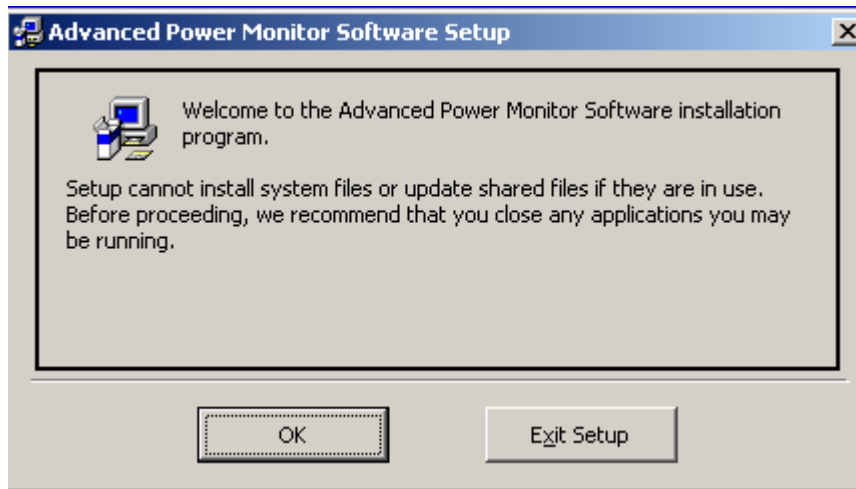 Advanced Power Monitor Software Setup
Welcome to the Advanced Power Monitor Software installation
program.
Setup cannot install system files or update shared files if they are in use.
Before proceeding, we recommend that you close any applications you may
be running.
OK
Exit Setup